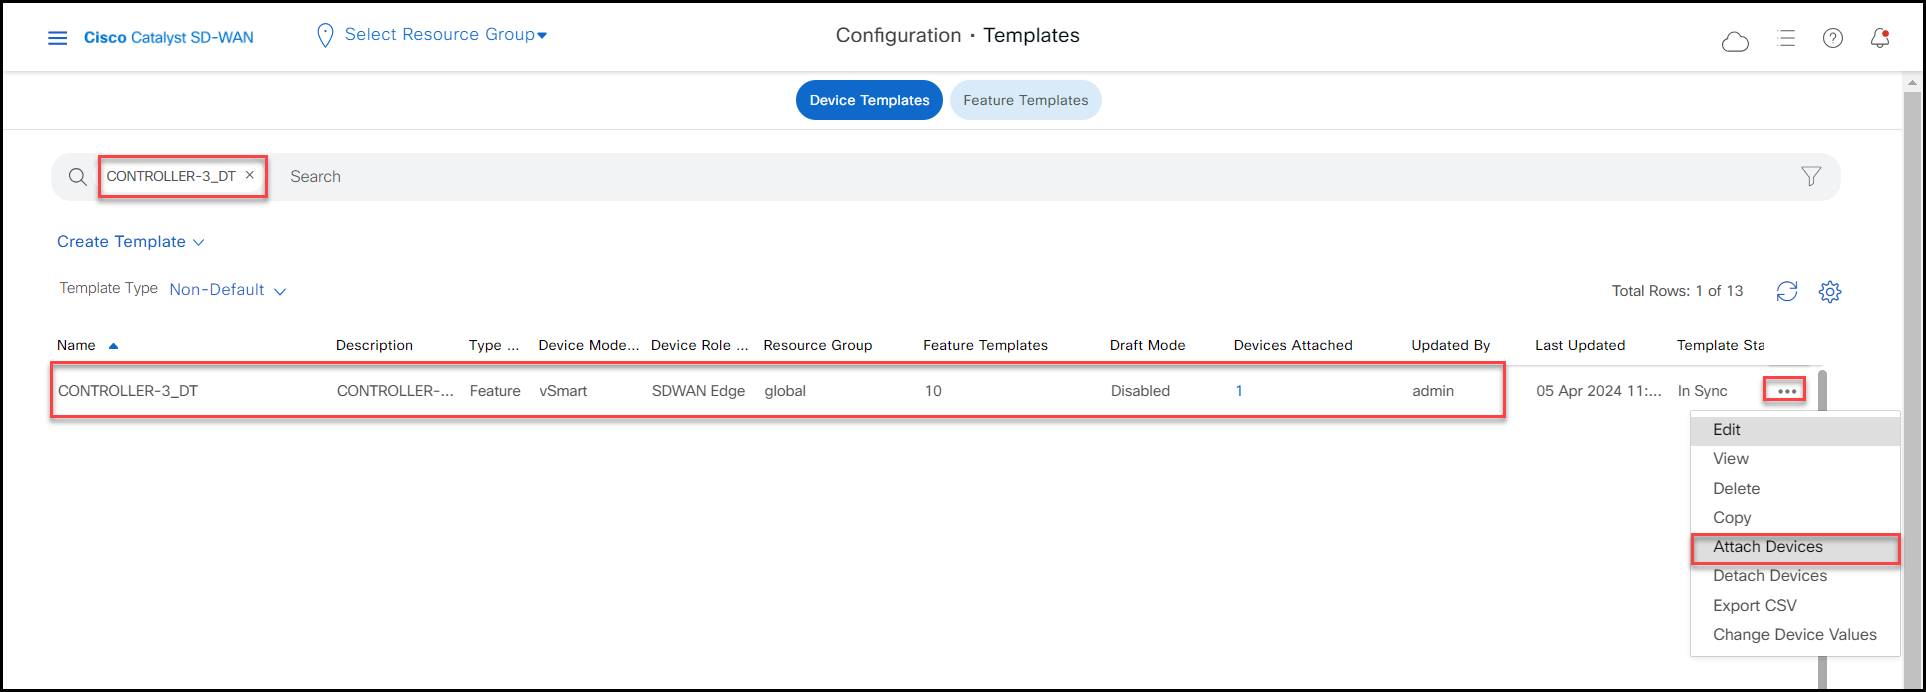 Cisco Catalyst SD-WAN
Select Resource Group
Configuration · Templates
Device Templates
Feature Templates
CONTROLLER-3_DT ×
Search
Create Template
Template Type Non-Default
Total Rows: 1 of 13
Name Description Type ... Device Mode... Device Role ... Resource Group Feature Templates Draft Mode Devices Attached Updated By Last Updated Template Sta
CONTROLLER-3_DT CONTROLLER-... Feature vSmart SDWAN Edge global 10 Disabled 1 admin 05 Apr 2024 11:... In Sync ...
Edit
View
Delete
Copy
Attach Devices
Detach Devices
Export CSV
Change Device Values